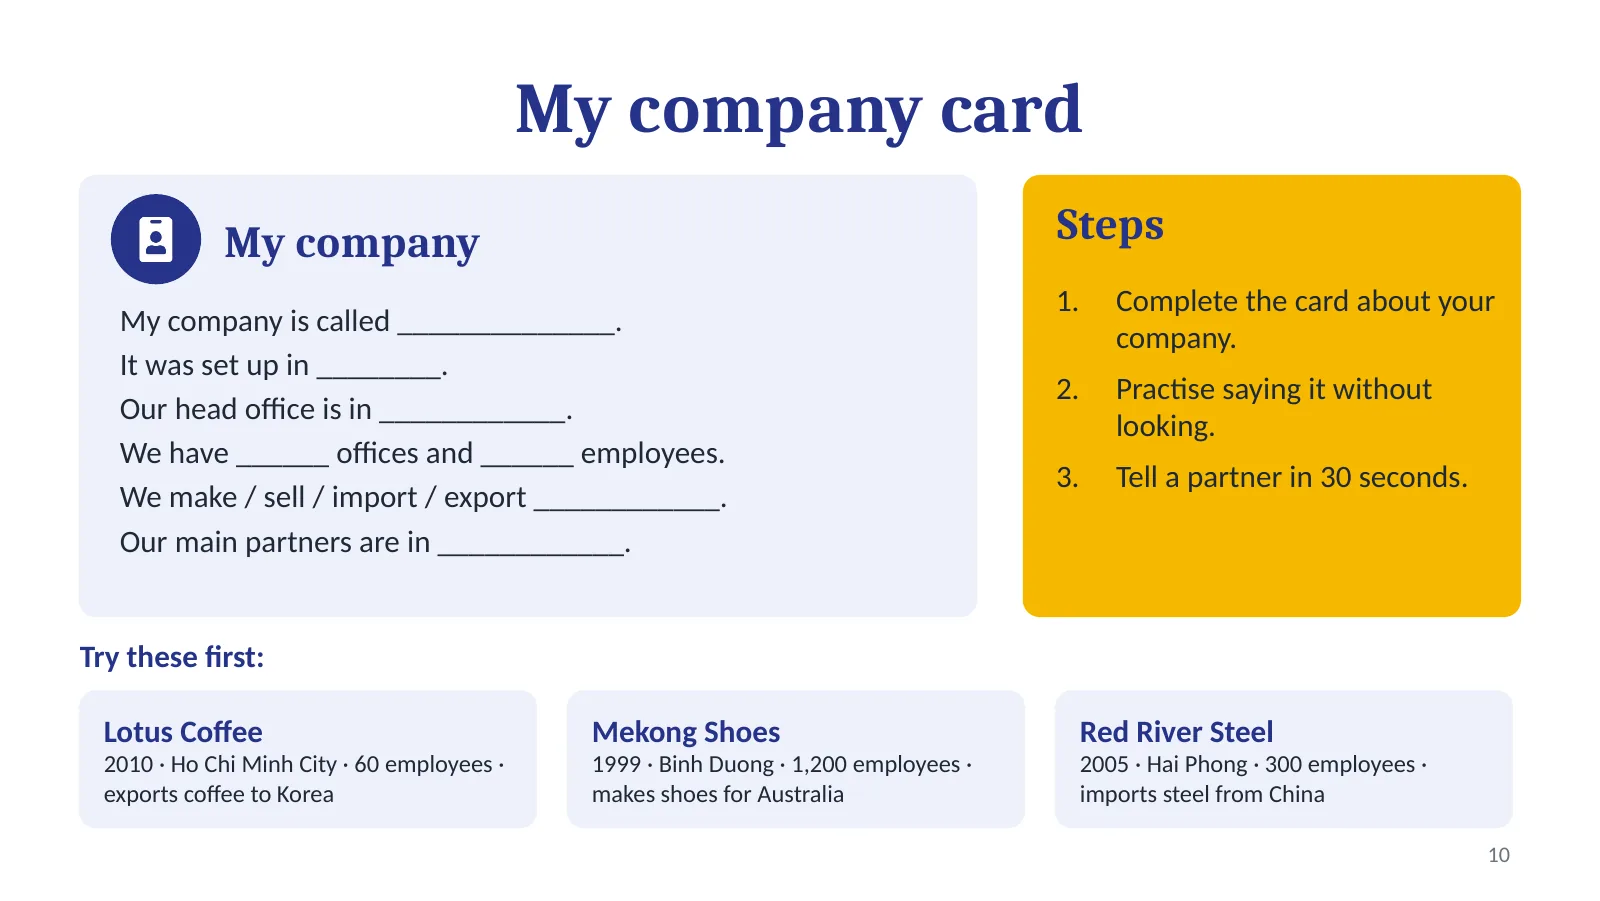 My company card
My company
My company is called ______________.
It was set up in ________.
Our head office is in ____________.
We have ______ offices and ______ employees.
We make / sell / import / export ____________.
Our main partners are in ____________.
Steps
1. Complete the card about your
company.
2. Practise saying it without
looking.
3. Tell a partner in 30 seconds.
Try these first:
Lotus Coffee
2010 · Ho Chi Minh City · 60 employees ·
exports coffee to Korea
Mekong Shoes
1999 · Binh Duong · 1,200 employees ·
makes shoes for Australia
Red River Steel
2005 · Hai Phong · 300 employees ·
imports steel from China
10